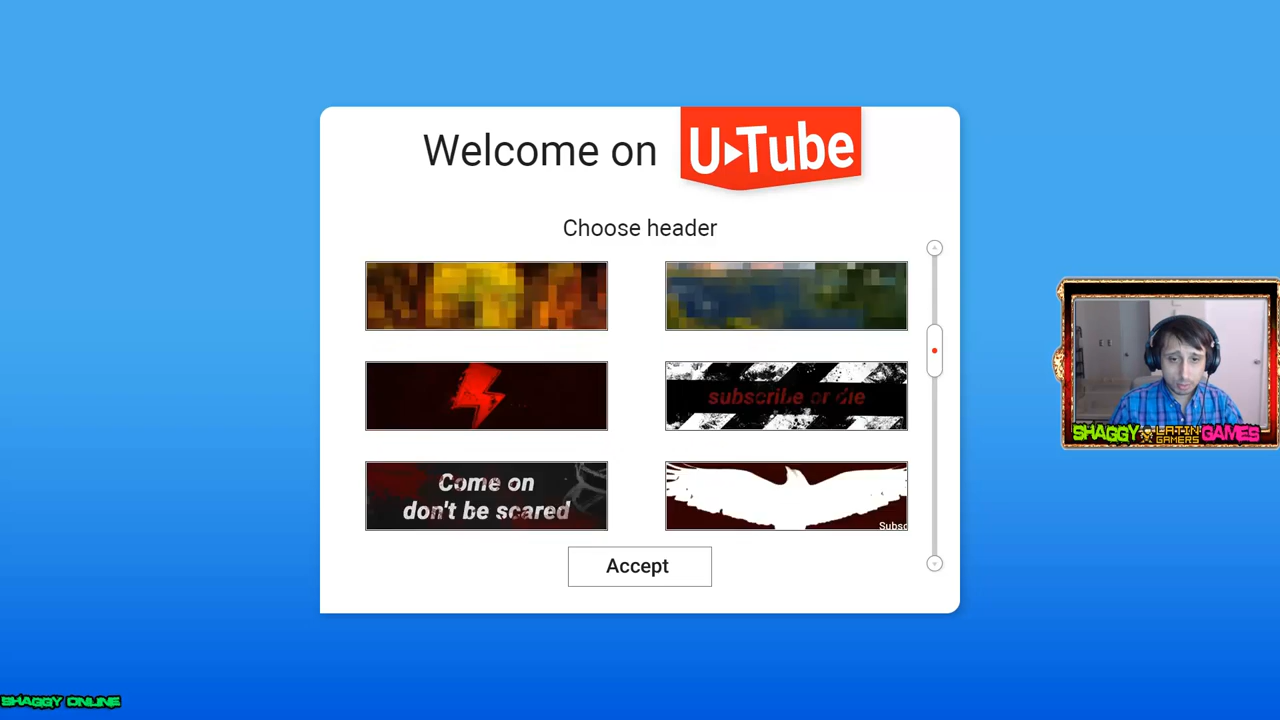 Welcome on
U Tube
Choose header
subscribe or die
Come on
don't be scared
Subsc
Accept
SHAGGY LATIN GAMERS GAMES
SHAGGY ONLINE